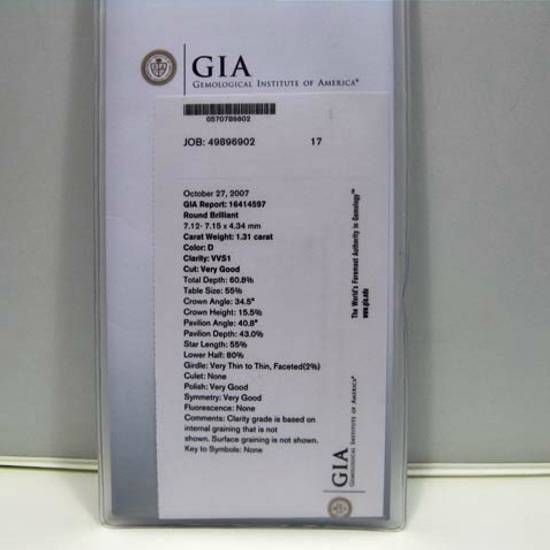 GIA
GEMOLOGICAL INSTITUTE OF AMERICA®
0570786602
JOB: 49896902 17
October 27, 2007
GIA Report: 16414597
Round Brilliant
7.12- 7.15 x 4.34 mm
Carat Weight: 1.31 carat
Color: D
Clarity: VVS1
Cut: Very Good
Total Depth: 60.8%
Table Size: 55%
Crown Angle: 34.5°
Crown Height: 15.5%
Pavilion Angle: 40.8°
Pavilion Depth: 43.0%
Star Length: 55%
Lower Half: 80%
Girdle: Very Thin to Thin, Faceted(2%)
Culet: None
Polish: Very Good
Symmetry: Very Good
Fluorescence: None
Comments: Clarity grade is based on
internal graining that is not
shown. Surface graining is not shown.
Key to Symbols: None
The World's Foremost Authority in Gemology™
www.gia.edu
GIA
GEMOLOGICAL INSTITUTE OF AMERICA®